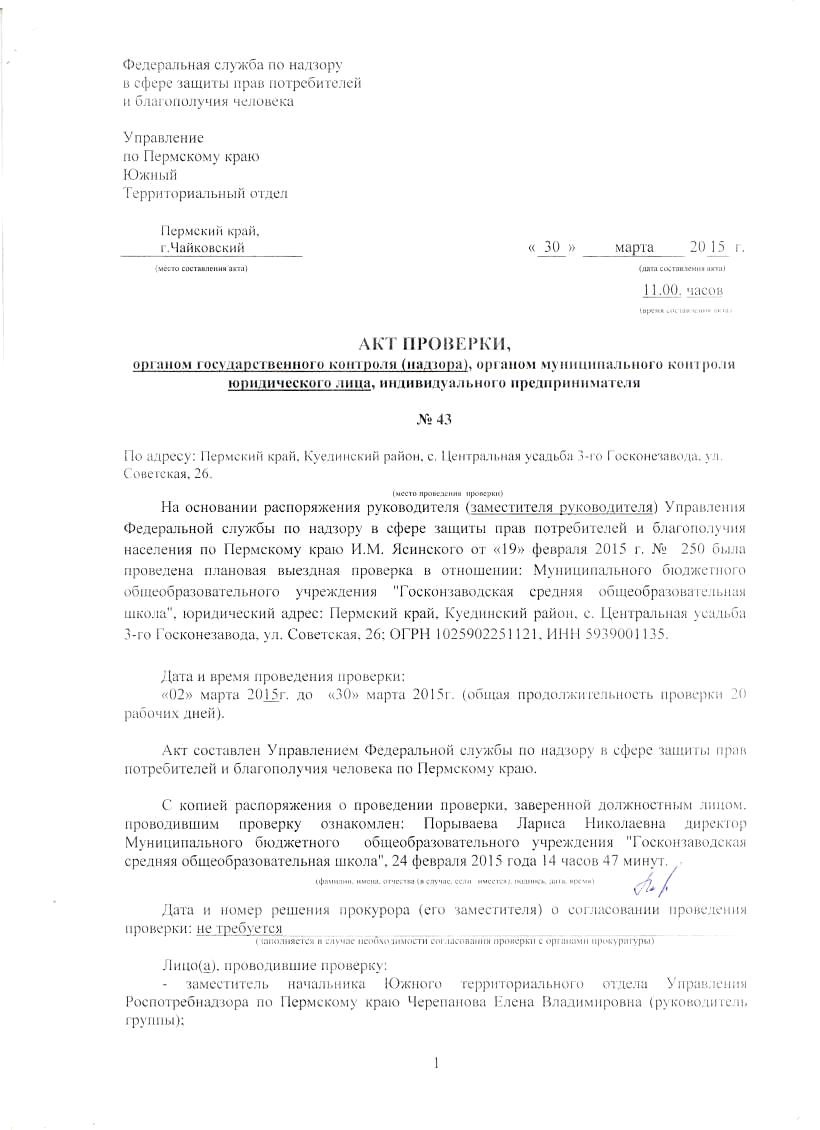 Федеральная служба по надзору
в сфере защиты прав потребителей
и благополучия человека
Управление
по Пермскому краю
Южный
Территориальный отдел
Пермский край,
г.Чайковский
« 30 » марта 20 15 г.
(место составления акта)
(дата составления акта)
11.00. часов
(время составления акта)
АКТ ПРОВЕРКИ,
органом государственного контроля (надзора), органом муниципального контроля
юридического лица, индивидуального предпринимателя
№ 43
По адресу: Пермский край, Куединский район, с. Центральная усадьба 3-го Госконезавода, ул.
Советская, 26.
(место проведения проверки)
На основании распоряжения руководителя (заместителя руководителя) Управления
Федеральной службы по надзору в сфере защиты прав потребителей и благополучия
населения по Пермскому краю И.М. Ясинского от «19» февраля 2015 г. № 250 была
проведена плановая выездная проверка в отношении: Муниципального бюджетного
общеобразовательного учреждения "Госконзаводская средняя общеобразовательная
школа", юридический адрес: Пермский край, Куединский район, с. Центральная усадьба
3-го Госконезавода, ул. Советская, 26; ОГРН 1025902251121, ИНН 5939001135.
Дата и время проведения проверки:
«02» марта 2015г. до «30» марта 2015г. (общая продолжительность проверки 20
рабочих дней).
Акт составлен Управлением Федеральной службы по надзору в сфере защиты прав
потребителей и благополучия человека по Пермскому краю.
С копией распоряжения о проведении проверки, заверенной должностным лицом,
проводившим проверку ознакомлен: Порываева Лариса Николаевна директор
Муниципального бюджетного общеобразовательного учреждения "Госконзаводская
средняя общеобразовательная школа", 24 февраля 2015 года 14 часов 47 минут.
(фамилии, имена, отчества (в случае, если имеется), подпись, дата, время)
Дата и номер решения прокурора (его заместителя) о согласовании проведения
проверки: не требуется
(заполняется в случае необходимости согласования проверки с органами прокуратуры)
Лицо(а), проводившие проверку:
- заместитель начальника Южного территориального отдела Управления
Роспотребнадзора по Пермскому краю Черепанова Елена Владимировна (руководитель
группы);
1